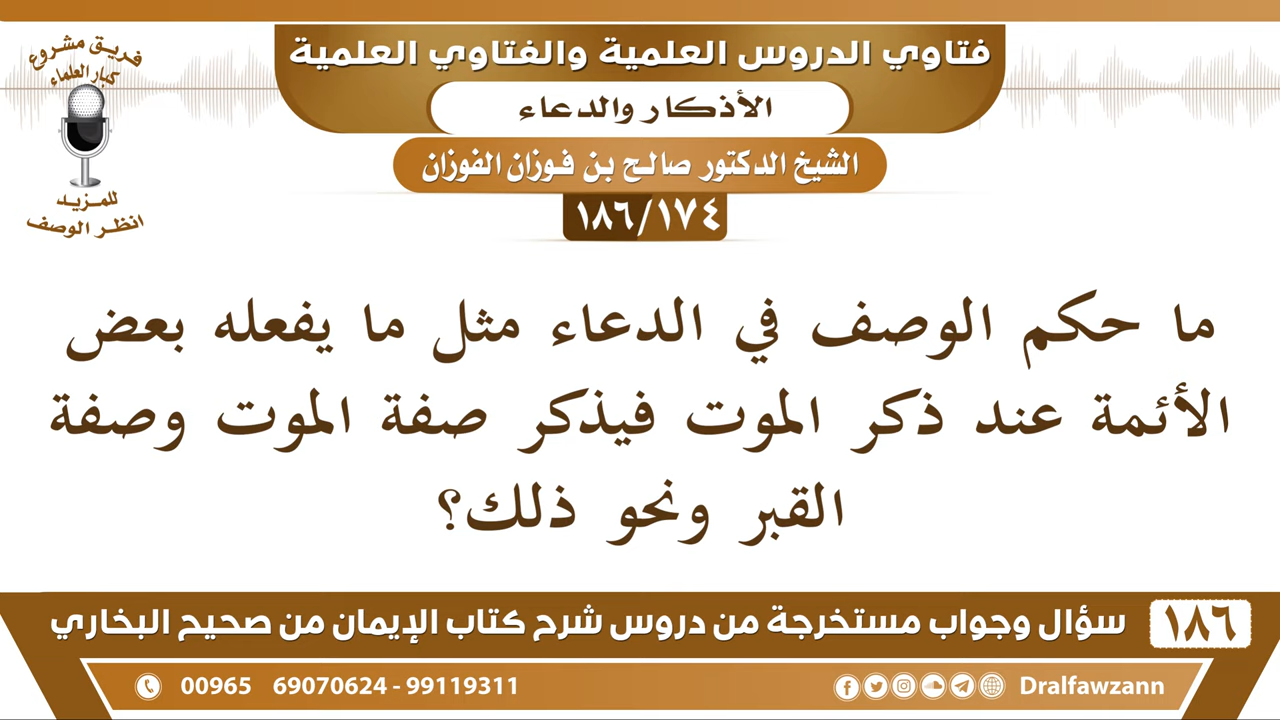 فريق مشروع
كبار العلماء
للمزيد
انظر الوصف
فتاوي الدروس العلمية والفتاوي العلمية
الأذكار والدعاء
الشيخ الدكتور صالح بن فوزان الفوزان
١٨٦/١٧٤
ما حكم الوصف في الدعاء مثل ما يفعله بعض
الأئمة عند ذكر الموت فيذكر صفة الموت وصفة
القبر ونحو ذلك؟
١٨٦ سؤال وجواب مستخرجة من دروس شرح كتاب الإيمان من صحيح البخاري
00965 69070624 - 99119311
Dralfawzann